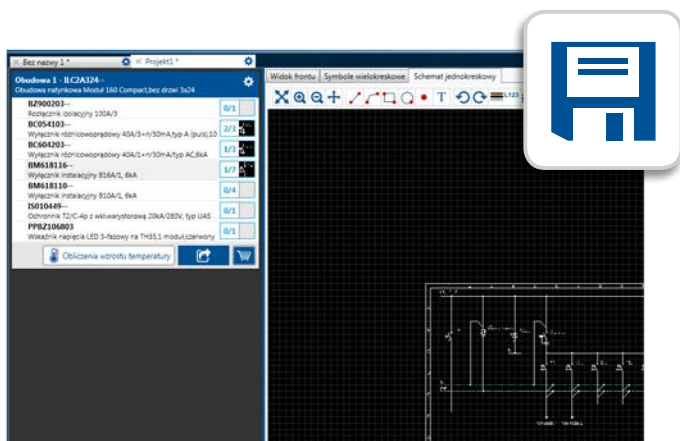 Bez nazwy 1 *
Projekt1 *
Obudowa 1 - ILC2A324--
Obudowa natynkowa Moduł 160 Compact,bez drzwi 3x24
BZ900203--
Rozłącznik izolacyjny 100A/3
0/1
BC054103--
Wyłącznik różnicowoprądowy 40A/3+n/30mA,typ A (puls),10
2/3
BC604203--
Wyłącznik różnicowoprądowy 40A/1+n/30mA/typ AC,6kA
1/3
BM618116--
Wyłącznik instalacyjny B16A/1, 6kA
1/7
BM618110--
Wyłącznik instalacyjny B10A/1, 6kA
0/4
IS010449--
Ochronnik T2/C-4p z wkł.warystorową 20kA/280V, typ UAS
0/1
PPBZ106803
Wskaźnik napięcia LED 3-fazowy na TH35,1 moduł,czerwony
0/1
Obliczenia wzrostu temperatury
Widok frontu
Symbole wielokreskowe
Schemat jednokreskowy
T
L123